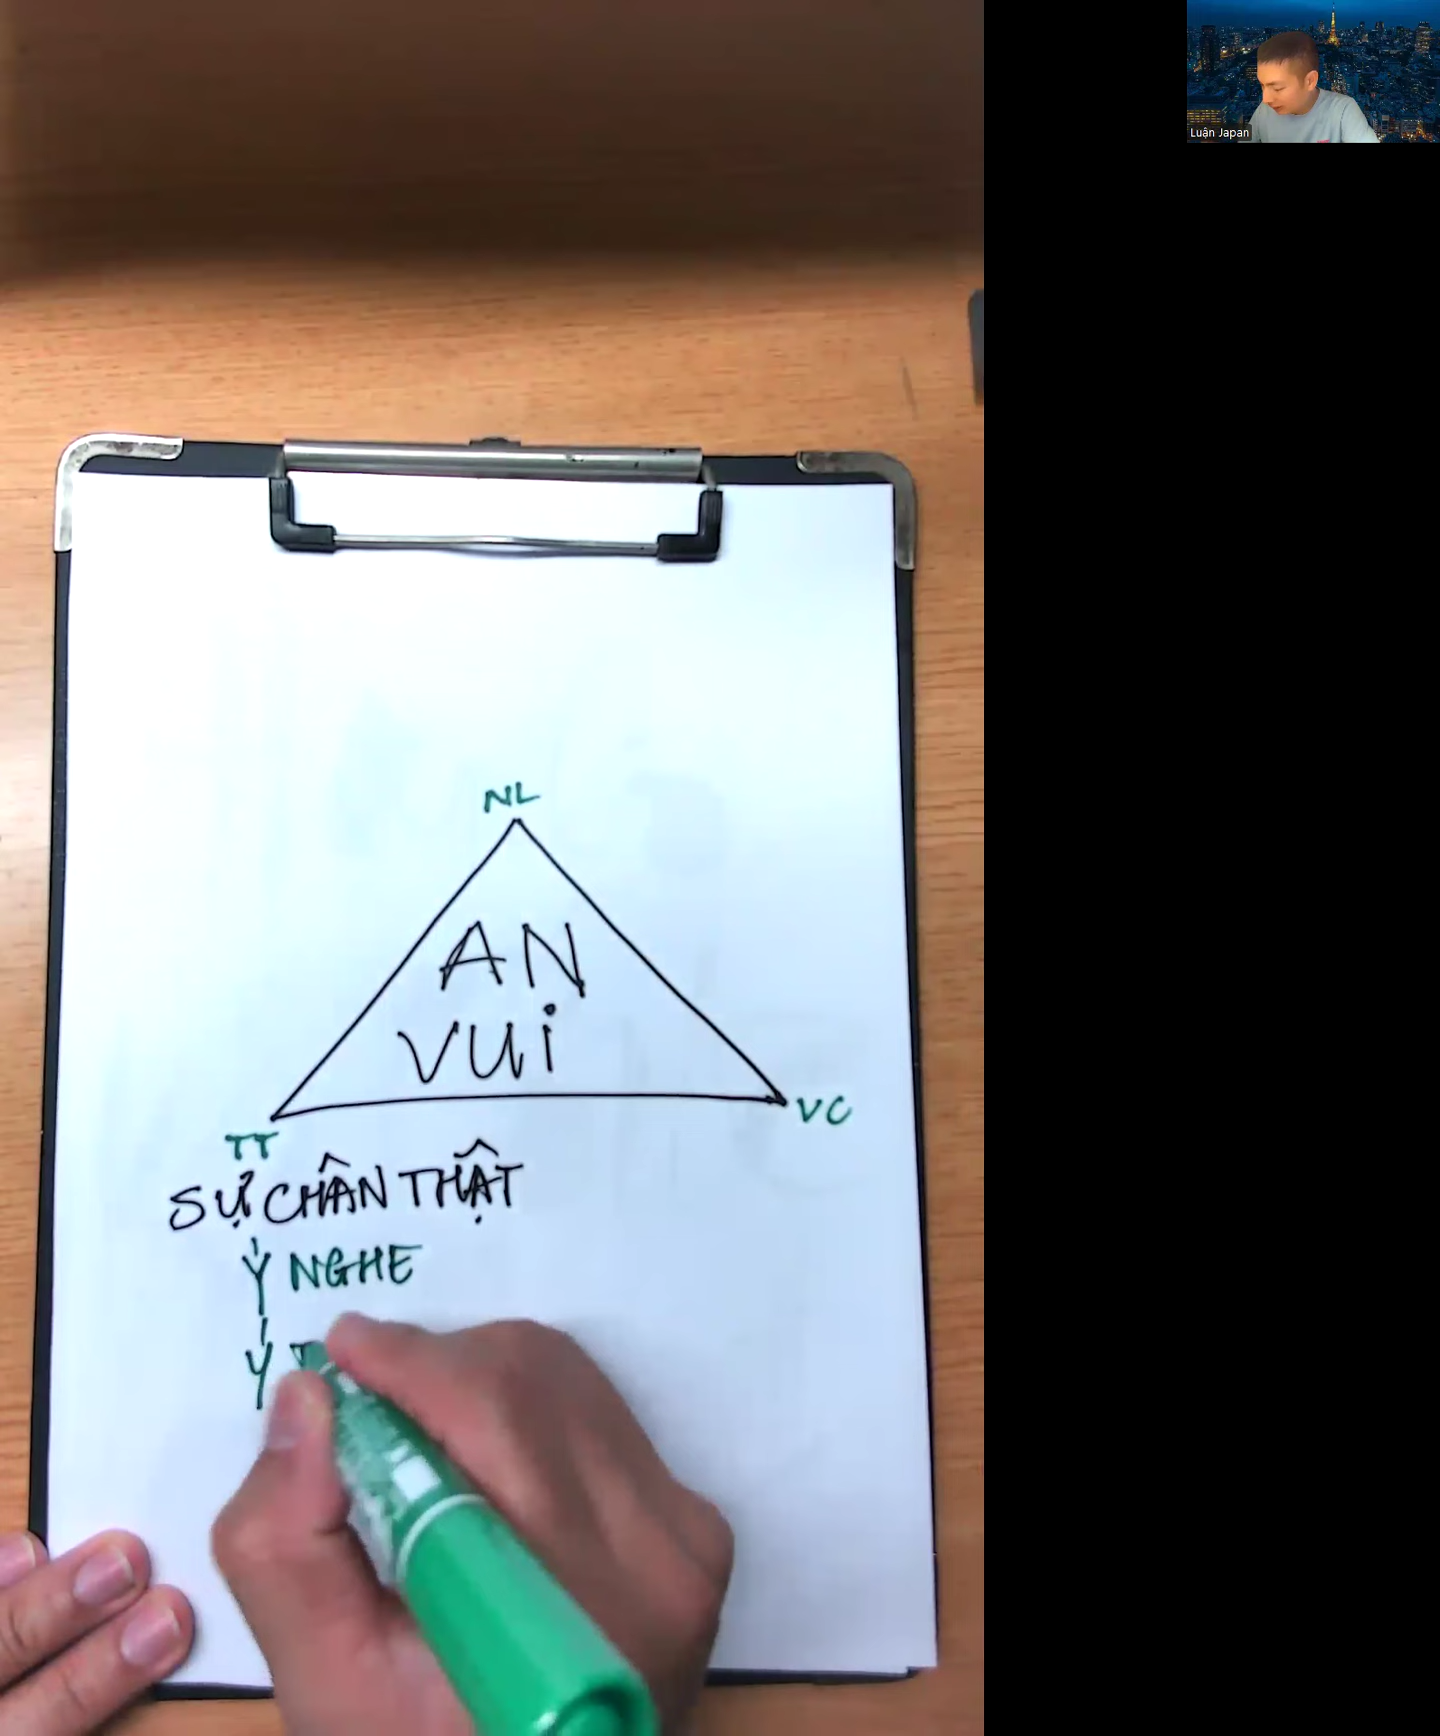 Luận Japan
NL
AN
VUi
VC
TT
SỰ CHÂN THẬT
Ý NGHE
Ý